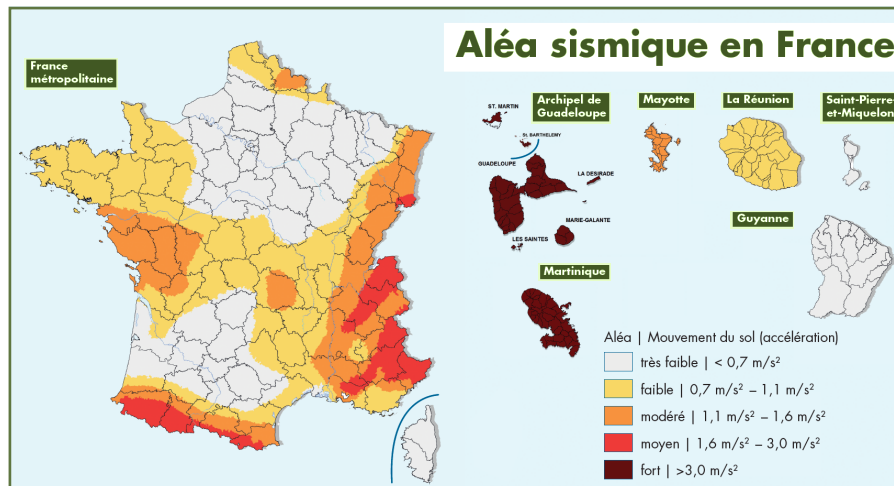 Aléa sismique en France
France
métropolitaine
ST. MARTIN
Archipel de
Guadeloupe
Mayotte
La Réunion
Saint-Pierre
et-Miquelon
St. BARTHELEMY
GUADELOUPE
LA DESIRADE
MARIE-GALANTE
LES SAINTES
Guyanne
Martinique
Aléa | Mouvement du sol (accélération)
très faible | < 0,7 m/s²
faible | 0,7 m/s² – 1,1 m/s²
modéré | 1,1 m/s² – 1,6 m/s²
moyen | 1,6 m/s² – 3,0 m/s²
fort | >3,0 m/s²